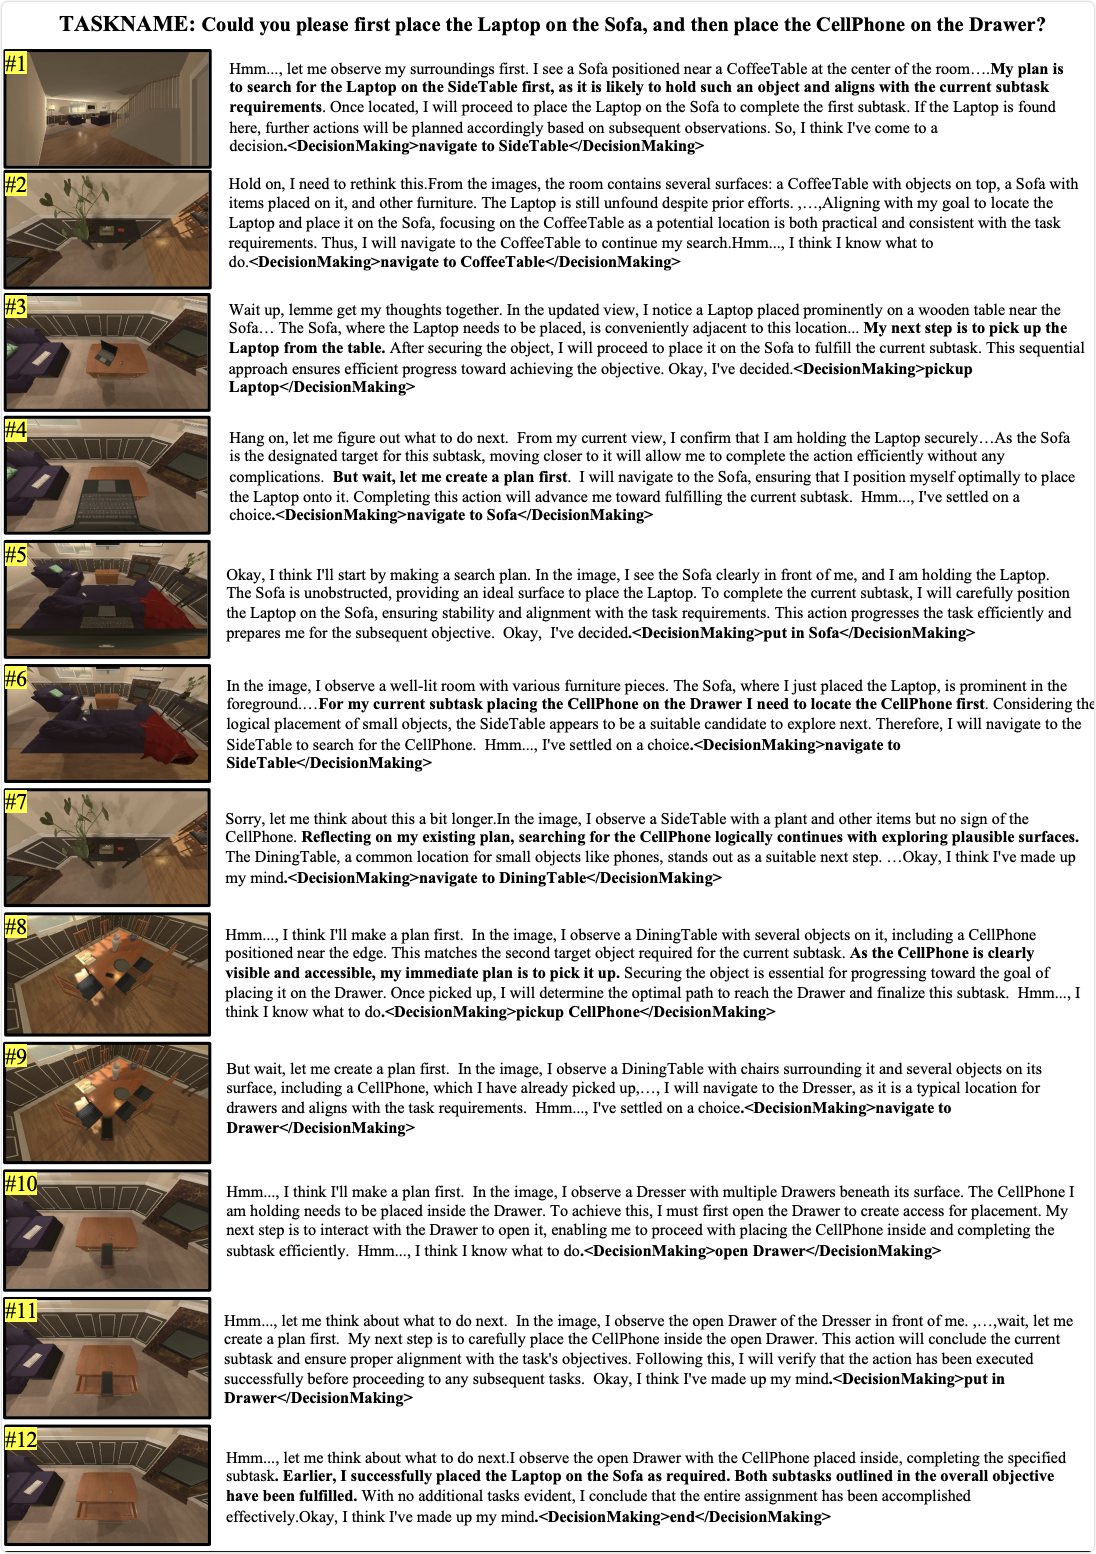 TASKNAME: Could you please first place the Laptop on the Sofa, and then place the CellPhone on the Drawer?
#1
Hmm..., let me observe my surroundings first. I see a Sofa positioned near a CoffeeTable at the center of the room….My plan is
to search for the Laptop on the SideTable first, as it is likely to hold such an object and aligns with the current subtask
requirements. Once located, I will proceed to place the Laptop on the Sofa to complete the first subtask. If the Laptop is found
here, further actions will be planned accordingly based on subsequent observations. So, I think I've come to a
decision.<DecisionMaking>navigate to SideTable</DecisionMaking>
#2
Hold on, I need to rethink this.From the images, the room contains several surfaces: a CoffeeTable with objects on top, a Sofa with
items placed on it, and other furniture. The Laptop is still unfound despite prior efforts. ,…,Aligning with my goal to locate the
Laptop and place it on the Sofa, focusing on the CoffeeTable as a potential location is both practical and consistent with the task
requirements. Thus, I will navigate to the CoffeeTable to continue my search.Hmm..., I think I know what to
do.<DecisionMaking>navigate to CoffeeTable</DecisionMaking>
#3
Wait up, lemme get my thoughts together. In the updated view, I notice a Laptop placed prominently on a wooden table near the
Sofa… The Sofa, where the Laptop needs to be placed, is conveniently adjacent to this location... My next step is to pick up the
Laptop from the table. After securing the object, I will proceed to place it on the Sofa to fulfill the current subtask. This sequential
approach ensures efficient progress toward achieving the objective. Okay, I've decided.<DecisionMaking>pickup
Laptop</DecisionMaking>
#4
Hang on, let me figure out what to do next.  From my current view, I confirm that I am holding the Laptop securely…As the Sofa
is the designated target for this subtask, moving closer to it will allow me to complete the action efficiently without any
complications.  But wait, let me create a plan first.  I will navigate to the Sofa, ensuring that I position myself optimally to place
the Laptop onto it. Completing this action will advance me toward fulfilling the current subtask.  Hmm..., I've settled on a
choice.<DecisionMaking>navigate to Sofa</DecisionMaking>
#5
Okay, I think I'll start by making a search plan. In the image, I see the Sofa clearly in front of me, and I am holding the Laptop.
The Sofa is unobstructed, providing an ideal surface to place the Laptop. To complete the current subtask, I will carefully position
the Laptop on the Sofa, ensuring stability and alignment with the task requirements. This action progresses the task efficiently and
prepares me for the subsequent objective.  Okay,  I've decided.<DecisionMaking>put in Sofa</DecisionMaking>
#6
In the image, I observe a well-lit room with various furniture pieces. The Sofa, where I just placed the Laptop, is prominent in the
foreground.…For my current subtask placing the CellPhone on the Drawer I need to locate the CellPhone first. Considering the
logical placement of small objects, the SideTable appears to be a suitable candidate to explore next. Therefore, I will navigate to the
SideTable to search for the CellPhone.  Hmm..., I've settled on a choice.<DecisionMaking>navigate to
SideTable</DecisionMaking>
#7
Sorry, let me think about this a bit longer.In the image, I observe a SideTable with a plant and other items but no sign of the
CellPhone. Reflecting on my existing plan, searching for the CellPhone logically continues with exploring plausible surfaces.
The DiningTable, a common location for small objects like phones, stands out as a suitable next step. …Okay, I think I've made up
my mind.<DecisionMaking>navigate to DiningTable</DecisionMaking>
#8
Hmm..., I think I'll make a plan first.  In the image, I observe a DiningTable with several objects on it, including a CellPhone
positioned near the edge. This matches the second target object required for the current subtask. As the CellPhone is clearly
visible and accessible, my immediate plan is to pick it up. Securing the object is essential for progressing toward the goal of
placing it on the Drawer. Once picked up, I will determine the optimal path to reach the Drawer and finalize this subtask.  Hmm..., I
think I know what to do.<DecisionMaking>pickup CellPhone</DecisionMaking>
#9
But wait, let me create a plan first.  In the image, I observe a DiningTable with chairs surrounding it and several objects on its
surface, including a CellPhone, which I have already picked up,…, I will navigate to the Dresser, as it is a typical location for
drawers and aligns with the task requirements.  Hmm..., I've settled on a choice.<DecisionMaking>navigate to
Drawer</DecisionMaking>
#10
Hmm..., I think I'll make a plan first.  In the image, I observe a Dresser with multiple Drawers beneath its surface. The CellPhone I
am holding needs to be placed inside the Drawer. To achieve this, I must first open the Drawer to create access for placement. My
next step is to interact with the Drawer to open it, enabling me to proceed with placing the CellPhone inside and completing the
subtask efficiently.  Hmm..., I think I know what to do.<DecisionMaking>open Drawer</DecisionMaking>
#11
Hmm..., let me think about what to do next.  In the image, I observe the open Drawer of the Dresser in front of me. ,…,wait, let me
create a plan first.  My next step is to carefully place the CellPhone inside the open Drawer. This action will conclude the current
subtask and ensure proper alignment with the task's objectives. Following this, I will verify that the action has been executed
successfully before proceeding to any subsequent tasks.  Okay, I think I've made up my mind.<DecisionMaking>put in
Drawer</DecisionMaking>
#12
Hmm..., let me think about what to do next.I observe the open Drawer with the CellPhone placed inside, completing the specified
subtask. Earlier, I successfully placed the Laptop on the Sofa as required. Both subtasks outlined in the overall objective
have been fulfilled. With no additional tasks evident, I conclude that the entire assignment has been accomplished
effectively.Okay, I think I've made up my mind.<DecisionMaking>end</DecisionMaking>